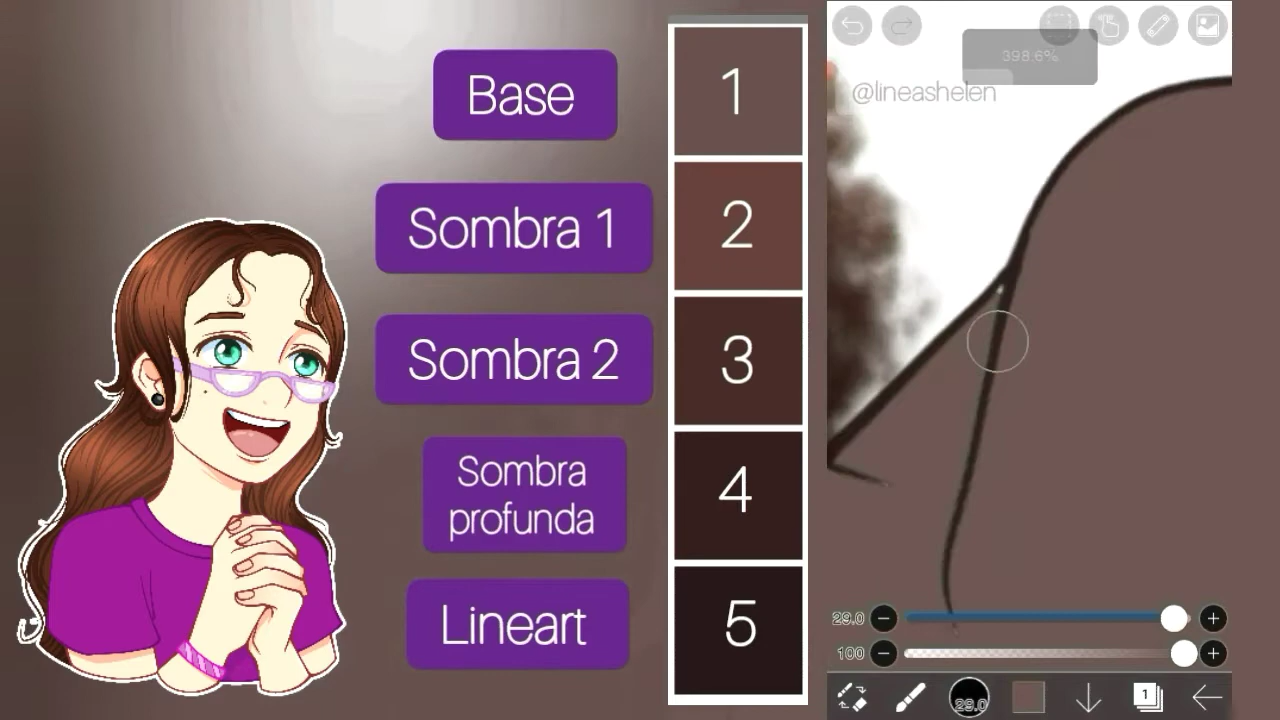 Base
1
Sombra 1
2
Sombra 2
3
Sombra
profunda
4
Lineart
5
398.6%
@lineashelen
29.0
100
29.0
1